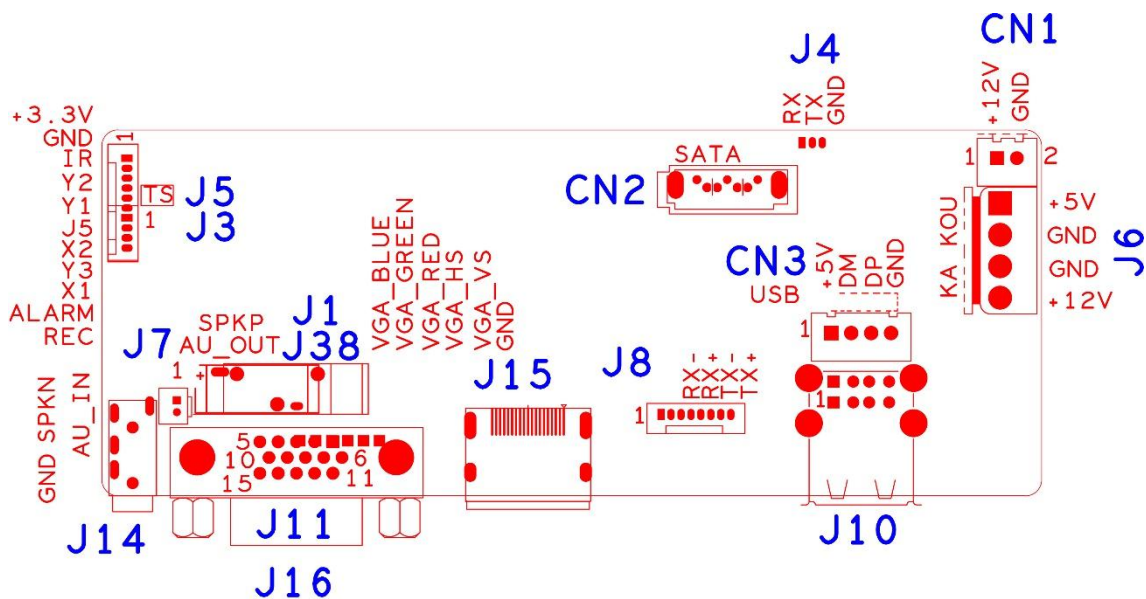 CN1
J4
+12V
GND
RX
TX
GND
+3.3V
GND
IR
Y2
Y1
J5
X2
Y3
X1
ALARM
REC
1
TS
1
J5
J3
SATA
CN2
1
2
KA KOU
+5V
GND
GND
+12V
J6
CN3
USB
+5V
DM
DP
GND
1
1
VGA_BLUE
VGA_GREEN
VGA_RED
VGA_HS
VGA_VS
GND
J7
SPKP
AU_OUT
J1
J38
1
+
GND SPKN
AU_IN
J15
J8
RX-
RX+
TX-
TX+
1
5
10
6
15
11
J14
J11
J16
J10